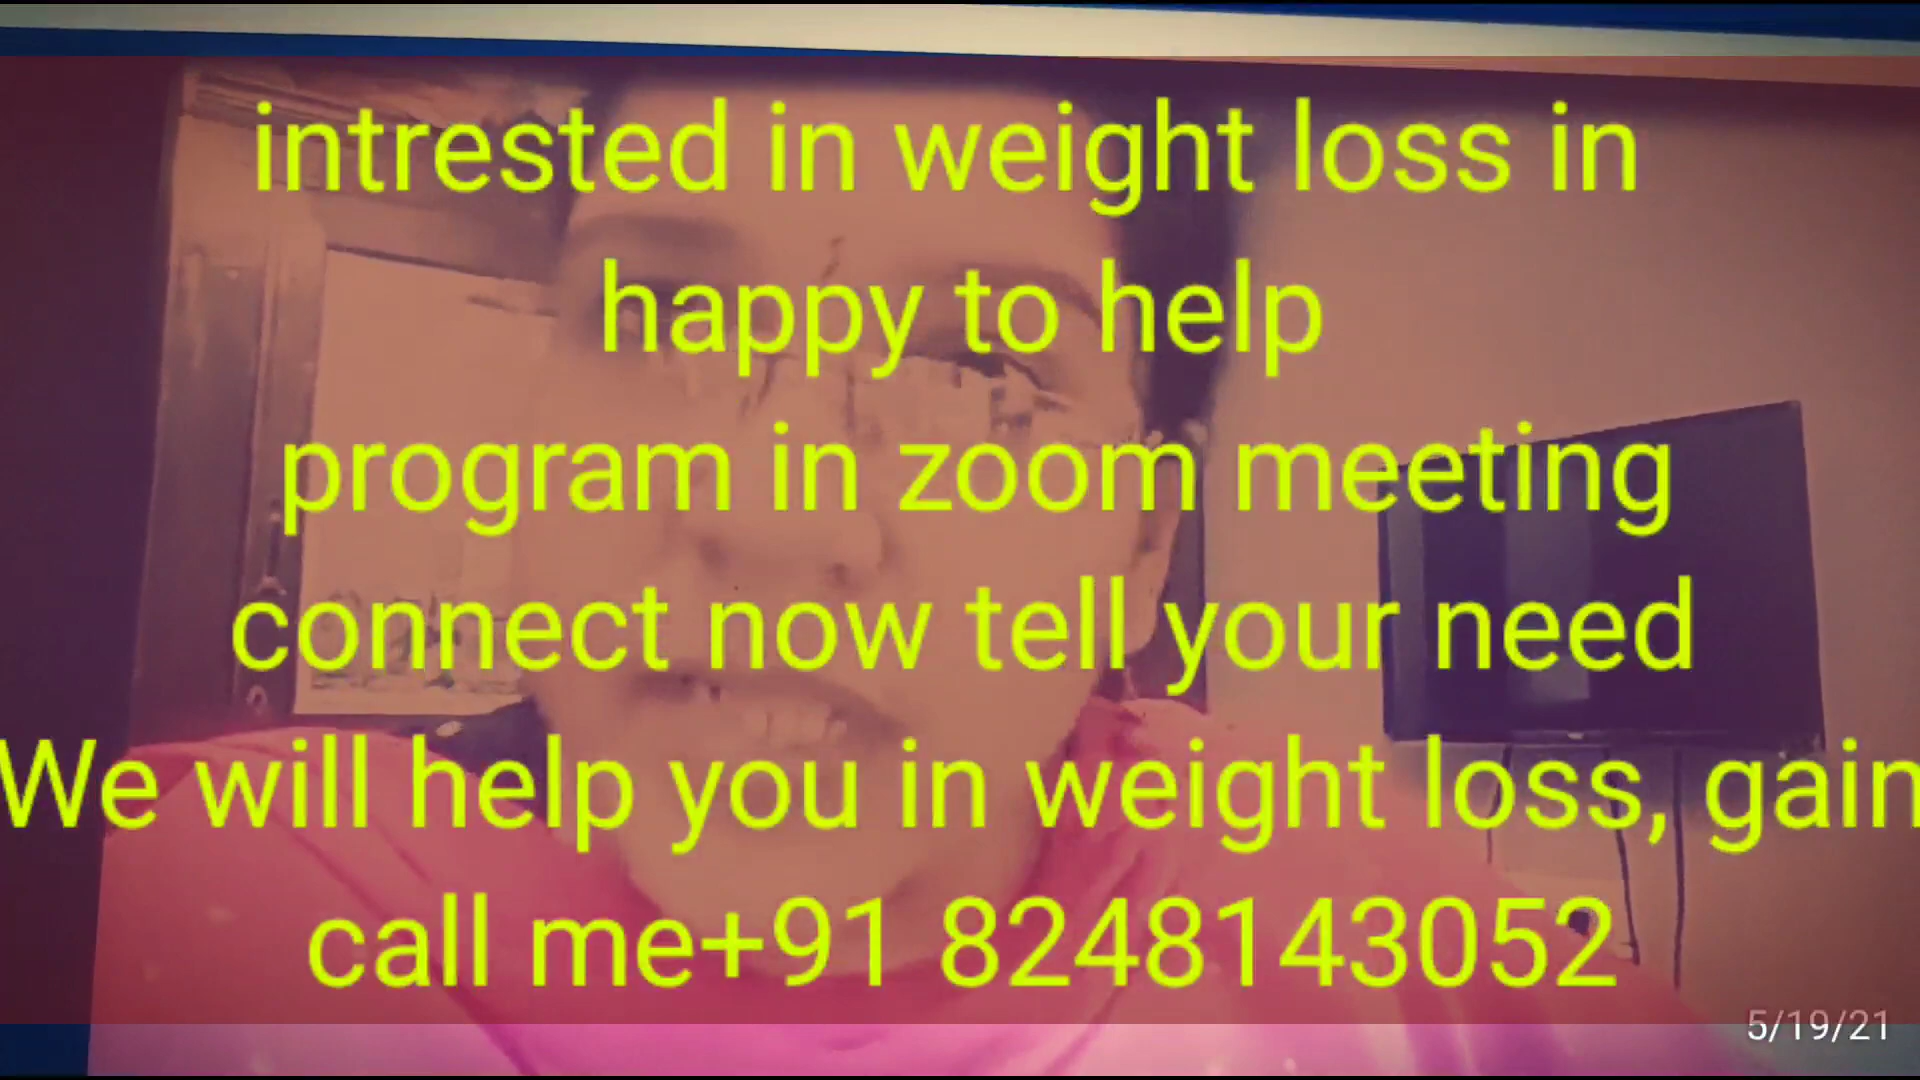 intrested in weight loss in
happy to help
program in zoom meeting
connect now tell your need
We will help you in weight loss, gain
call me+91 8248143052
5/19/21